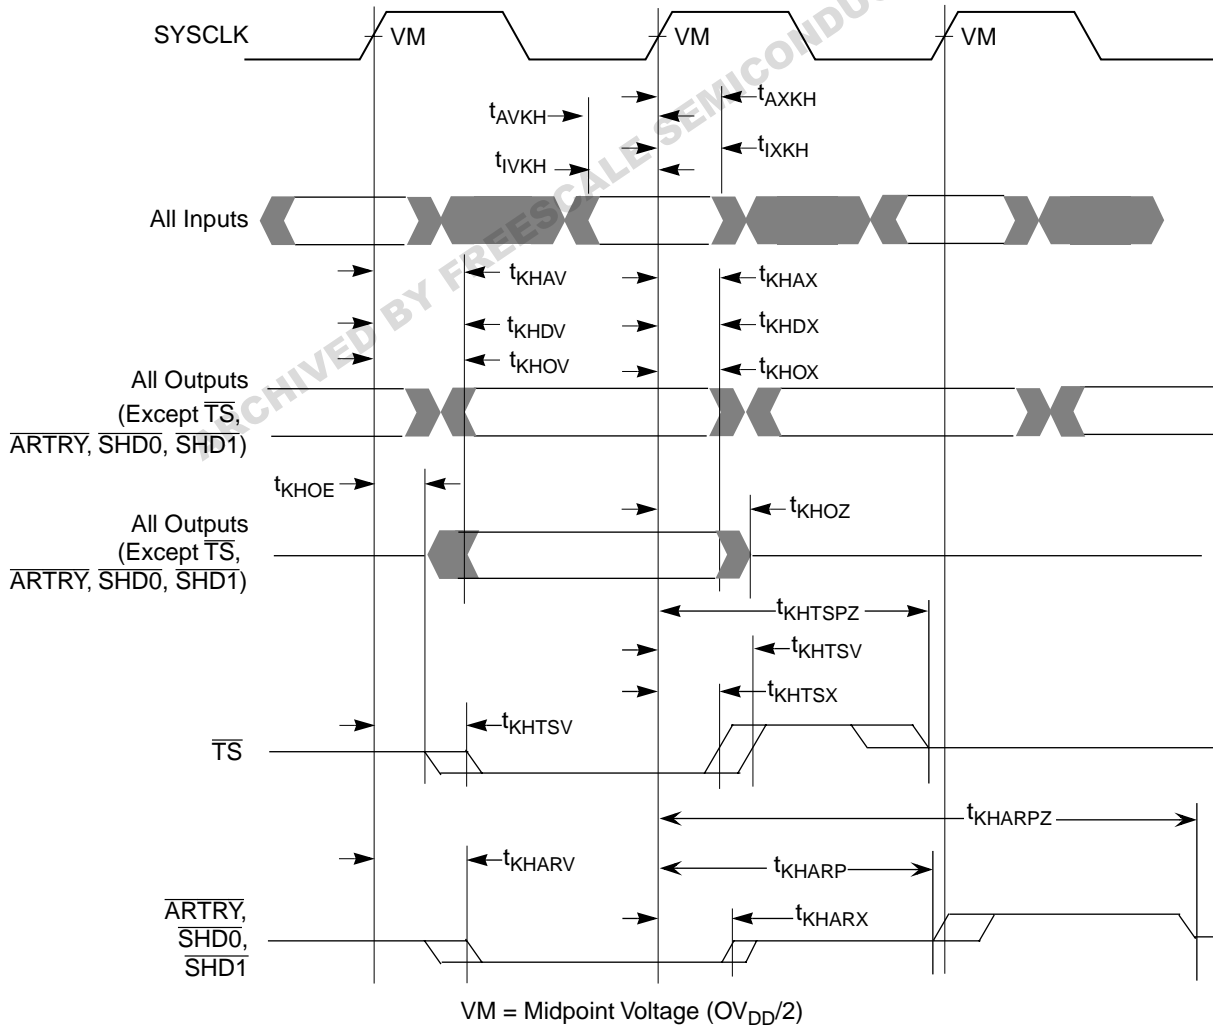 SYSCLK VM VM VM
tAXKH
tAVKH
tIXKH
tIVKH
All Inputs
tKHAV tKHAX
tKHDV tKHDX
tKHOV tKHOX
All Outputs
(Except TS,
ARTRY, SHD0, SHD1)
tKHOE
tKHOZ
All Outputs
(Except TS,
ARTRY, SHD0, SHD1)
tKHTSPZ
tKHTSV
tKHTSX
tKHTSV
TS
tKHARPZ
tKHARV tKHARP
ARTRY,
tKHARX
SHD0,
SHD1
VM = Midpoint Voltage (OVDD/2)
ARCHIVED BY FREESCALE